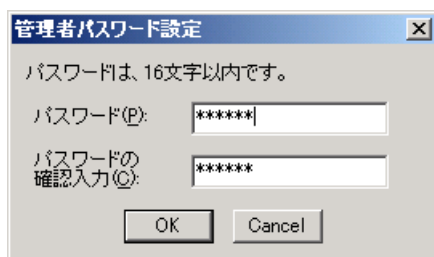 管理者パスワード設定
パスワードは、16文字以内です。
パスワード(P):
******
パスワードの
確認入力(C):
******
OK
Cancel